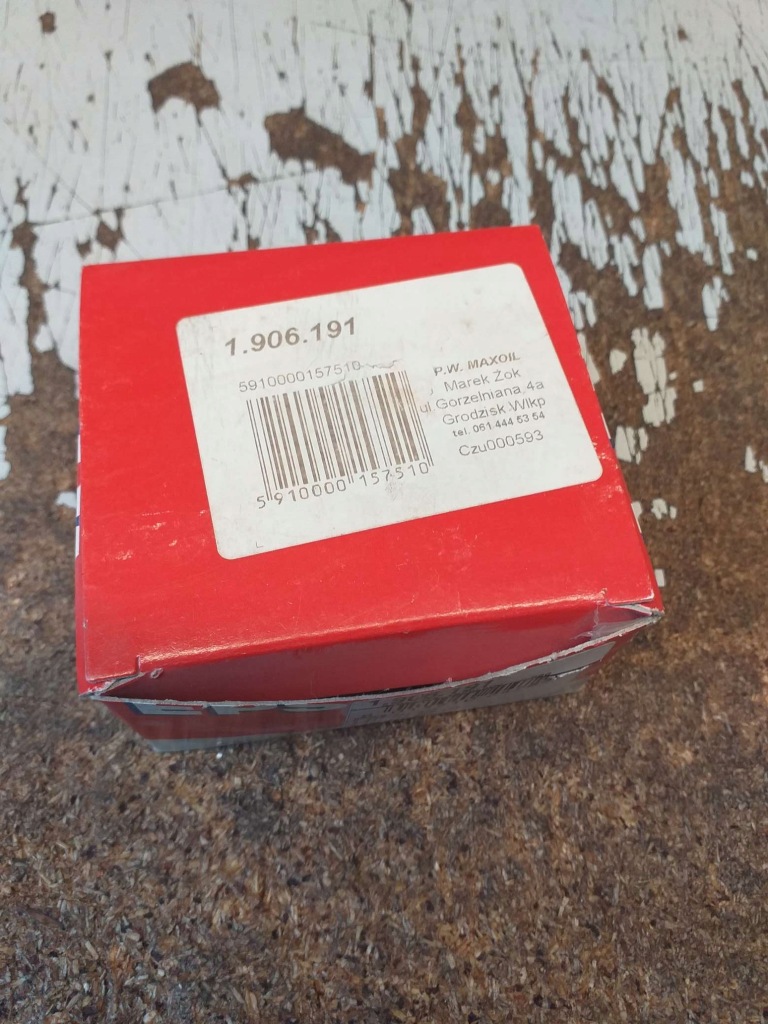 1.906.191
5910000157510
5 910000 157510
P.W. MAXOIL
Marek Żok
ul Gorzelniana 4a
Grodzisk Wlkp
tel. 061 444 53 54
Czu000593